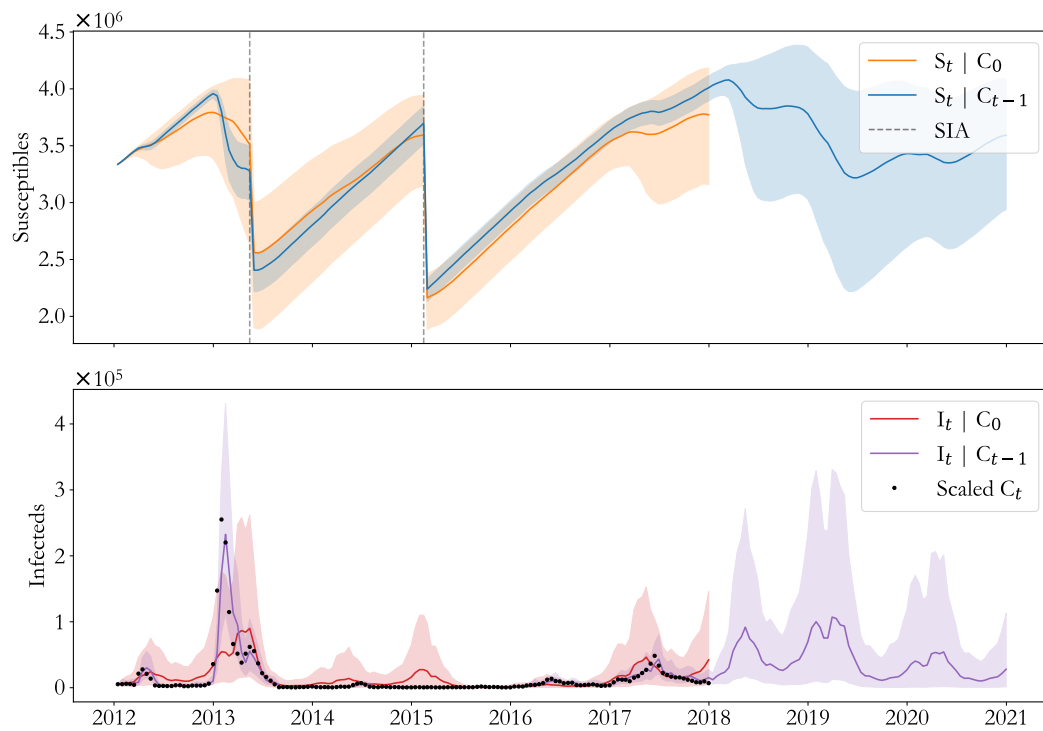 ×10⁶
4.5
4.0
3.5
3.0
2.5
2.0
Susceptibles
S_t | C_0
S_t | C_{t−1}
SIA
×10⁵
4
3
2
1
0
Infecteds
I_t | C_0
I_t | C_{t−1}
Scaled C_t
2012 2013 2014 2015 2016 2017 2018 2019 2020 2021